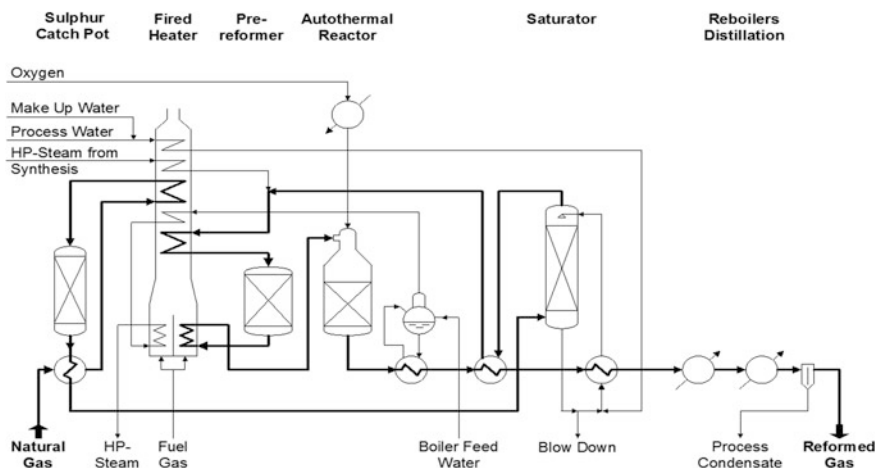 Sulphur Fired Pre- Autothermal Saturator Reboilers
Catch Pot Heater reformer Reactor Distillation
Oxygen
Make Up Water
Process Water
HP-Steam from
Synthesis
Natural HP- Fuel Boiler Feed Blow Down Process Reformed
Gas Steam Gas Water Condensate Gas